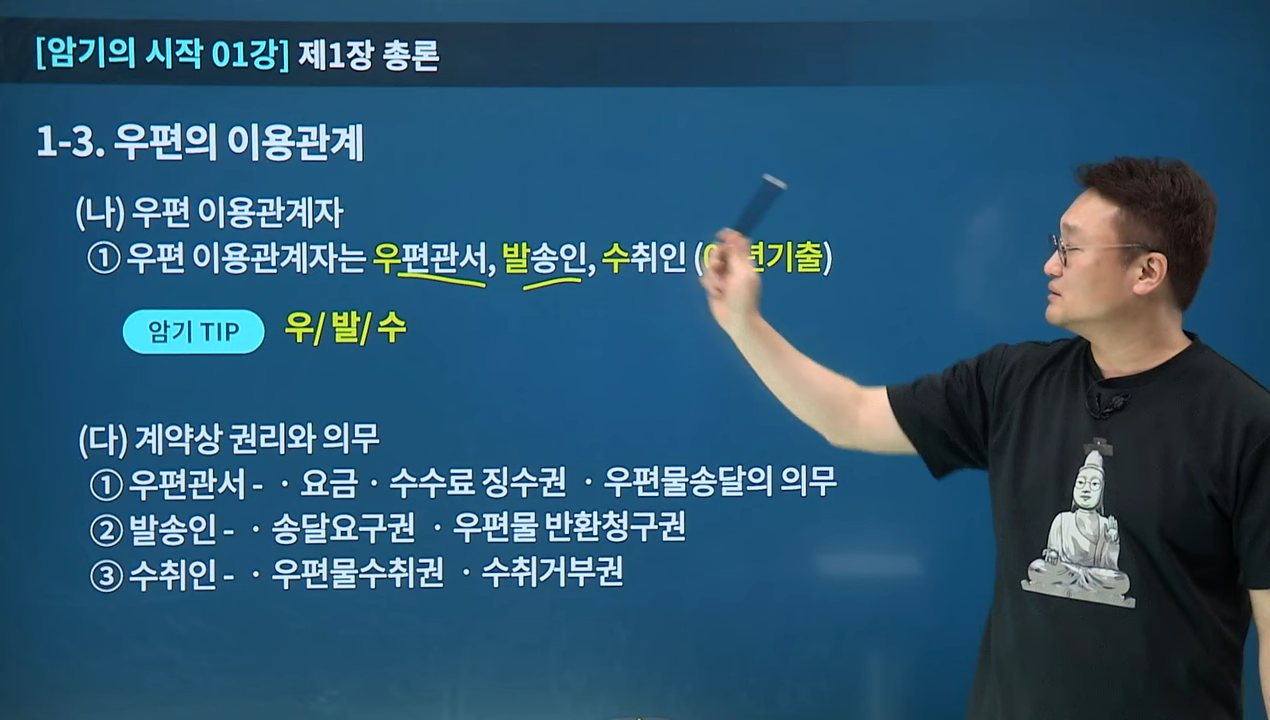 [암기의 시작 01강] 제1장 총론
1-3. 우편의 이용관계
(나) 우편 이용관계자
① 우편 이용관계자는 우편관서, 발송인, 수취인 (기출)
암기 TIP 우/ 발/ 수
(다) 계약상 권리와 의무
① 우편관서 - · 요금 · 수수료 징수권 · 우편물송달의 의무
② 발송인 - · 송달요구권 · 우편물 반환청구권
③ 수취인 - · 우편물수취권 · 수취거부권